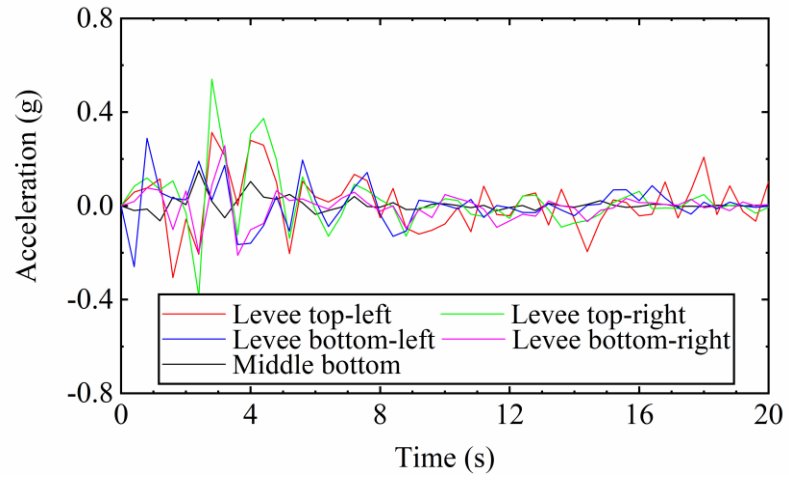 0.8
0.4
0.0
-0.4
-0.8
Acceleration (g)
Levee top-left
Levee top-right
Levee bottom-left
Levee bottom-right
Middle bottom
0 4 8 12 16 20
Time (s)